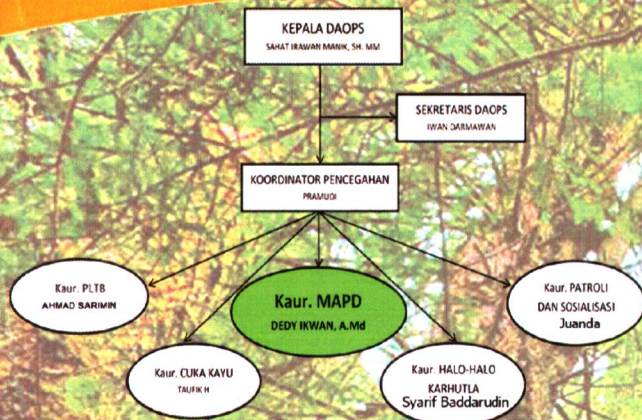 KEPALA DAOPS
SAHAT IRAWAN MANIK, SH. MM
SEKRETARIS DAOPS
IWAN DARMAWAN
KOORDINATOR PENCEGAHAN
PRAMUDI
Kaur. PLTB
AHMAD SARIMIN
Kaur. MAPD
DEDY IKWAN, A.Md
Kaur. PATROLI
DAN SOSIALISASI
Juanda
Kaur. CUKA KAYU
TAUFIK H
Kaur. HALO-HALO
KARHUTLA
Syarif Baddarudin